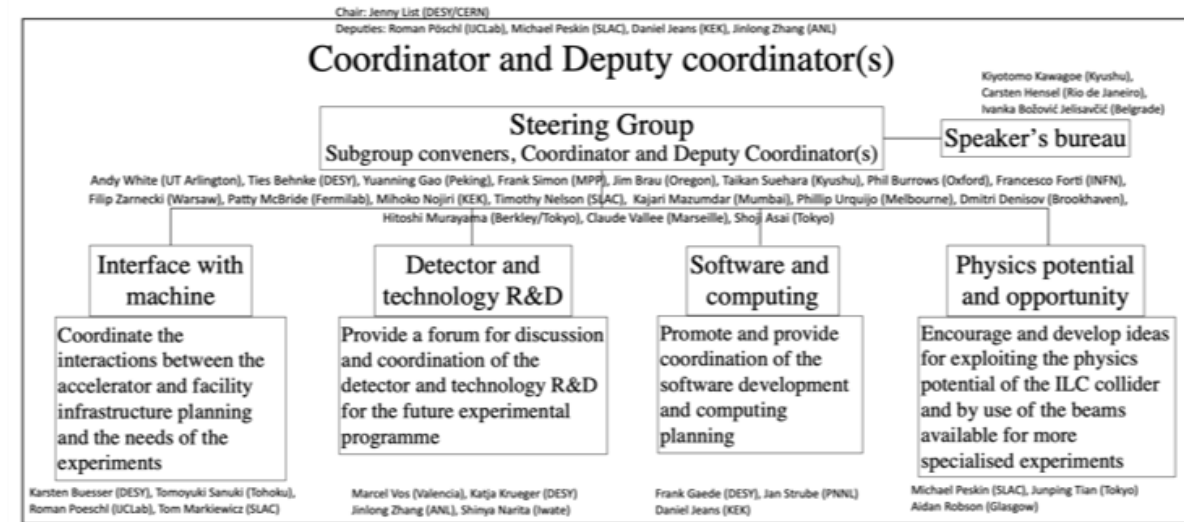 Chair: Jenny List (DESY/CERN)
Deputies: Roman Pöschl (IJCLab), Michael Peskin (SLAC), Daniel Jeans (KEK), Jinlong Zhang (ANL)
Coordinator and Deputy coordinator(s)
Kiyotomo Kawagoe (Kyushu),
Carsten Hensel (Rio de Janeiro),
Ivanka Božović Jelisavčić (Belgrade)
Steering Group
Subgroup conveners, Coordinator and Deputy Coordinator(s)
Speaker's bureau
Andy White (UT Arlington), Ties Behnke (DESY), Yuanning Gao (Peking), Frank Simon (MPP), Jim Brau (Oregon), Taikan Suehara (Kyushu), Phil Burrows (Oxford), Francesco Forti (INFN),
Filip Zarnecki (Warsaw), Patty McBride (Fermilab), Mihoko Nojiri (KEK), Timothy Nelson (SLAC), Kajari Mazumdar (Mumbai), Phillip Urquijo (Melbourne), Dmitri Denisov (Brookhaven),
Hitoshi Murayama (Berkley/Tokyo), Claude Vallee (Marseille), Shoji Asai (Tokyo)
Interface with
machine
Coordinate the
interactions between the
accelerator and facility
infrastructure planning
and the needs of the
experiments
Karsten Buesser (DESY), Tomoyuki Sanuki (Tohoku),
Roman Poeschl (IJCLab), Tom Markiewicz (SLAC)
Detector and
technology R&D
Provide a forum for discussion
and coordination of the
detector and technology R&D
for the future experimental
programme
Marcel Vos (Valencia), Katja Krueger (DESY)
Jinlong Zhang (ANL), Shinya Narita (Iwate)
Software and
computing
Promote and provide
coordination of the
software development
and computing
planning
Frank Gaede (DESY), Jan Strube (PNNL)
Daniel Jeans (KEK)
Physics potential
and opportunity
Encourage and develop ideas
for exploiting the physics
potential of the ILC collider
and by use of the beams
available for more
specialised experiments
Michael Peskin (SLAC), Junping Tian (Tokyo)
Aidan Robson (Glasgow)